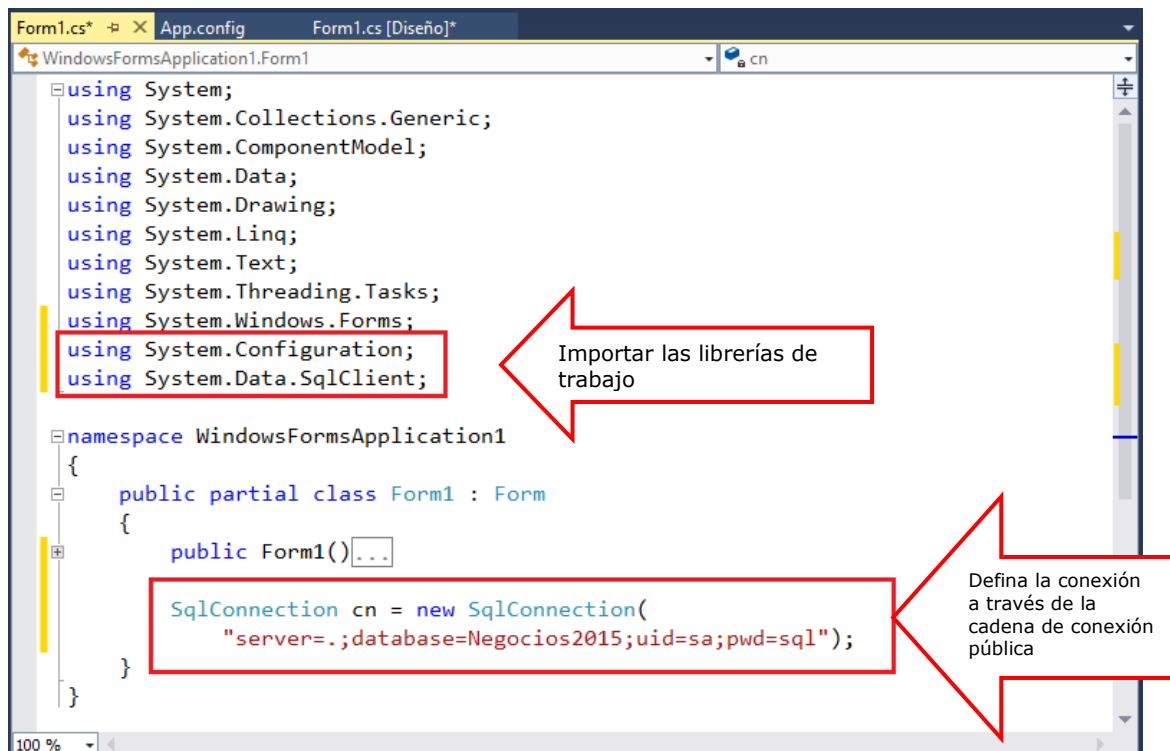 Form1.cs* App.config Form1.cs [Diseño]*
WindowsFormsApplication1.Form1 cn
using System;
using System.Collections.Generic;
using System.ComponentModel;
using System.Data;
using System.Drawing;
using System.Linq;
using System.Text;
using System.Threading.Tasks;
using System.Windows.Forms;
using System.Configuration;
using System.Data.SqlClient;
Importar las librerías de
trabajo
namespace WindowsFormsApplication1
{
public partial class Form1 : Form
{
public Form1()...
SqlConnection cn = new SqlConnection(
"server=.;database=Negocios2015;uid=sa;pwd=sql");
}
}
Defina la conexión
a través de la
cadena de conexión
pública
100 %